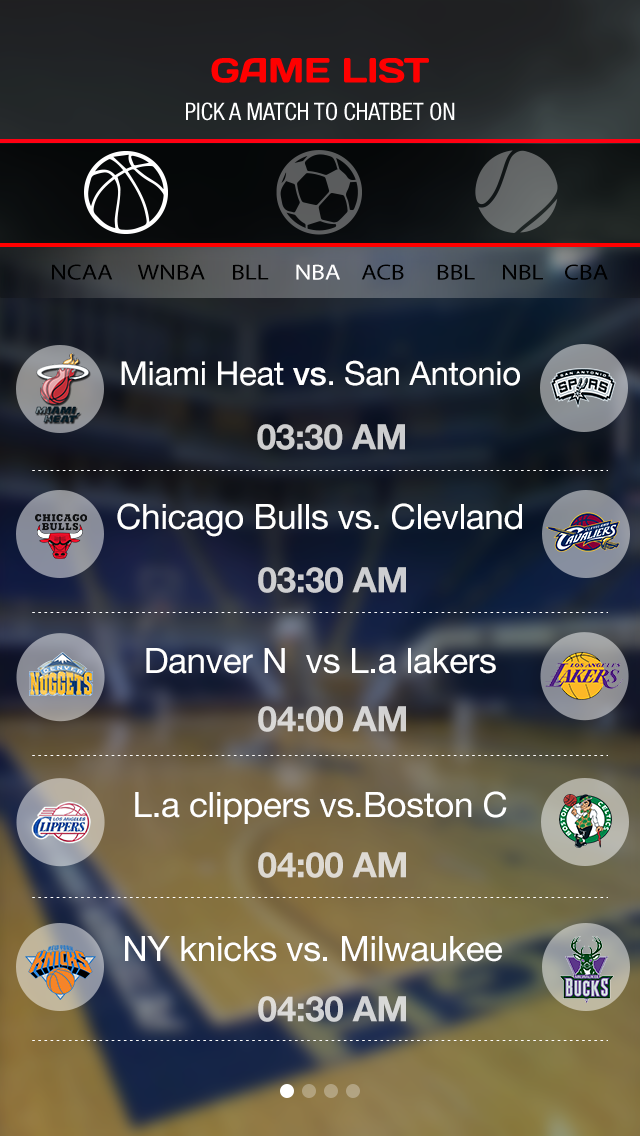 GAME LIST
PICK A MATCH TO CHATBET ON
NCAA WNBA BLL NBA ACB BBL NBL CBA
MIAMI HEAT
Miami Heat vs. San Antonio
SAN ANTONIO SPURS
03:30 AM
CHICAGO BULLS
Chicago Bulls vs. Clevland
CLEVELAND CAVALIERS
03:30 AM
DENVER NUGGETS
Danver N vs L.a lakers
LOS ANGELES LAKERS
04:00 AM
LOS ANGELES CLIPPERS
L.a clippers vs.Boston C
BOSTON CELTICS
04:00 AM
NEW YORK KNICKS
NY knicks vs. Milwaukee
MILWAUKEE BUCKS
04:30 AM